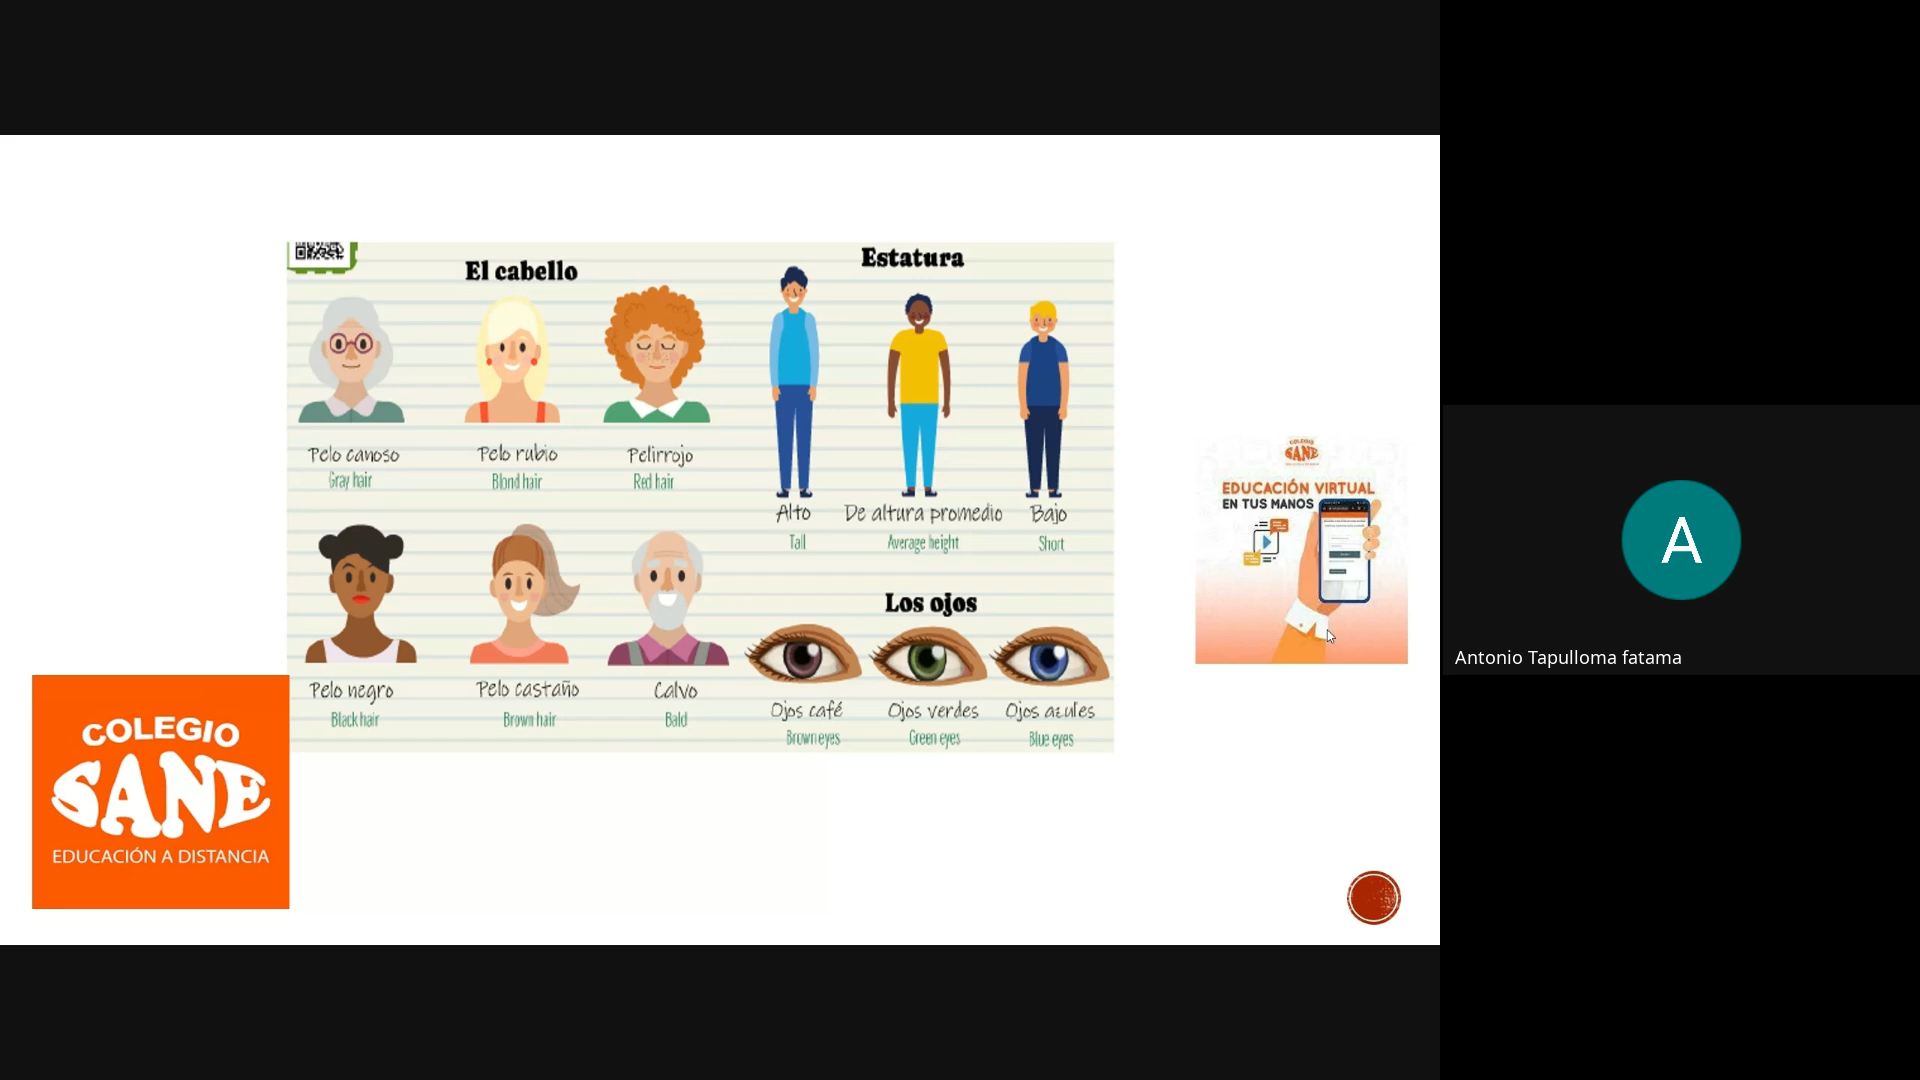 El cabello
Pelo canoso
Gray hair
Pelo rubio
Blond hair
Pelirrojo
Red hair
Pelo negro
Black hair
Pelo castaño
Brown hair
Calvo
Bald
Estatura
Alto
Tall
De altura promedio
Average height
Bajo
Short
Los ojos
Ojos café
Brown eyes
Ojos verdes
Green eyes
Ojos azules
Blue eyes
COLEGIO
SANE
EDUCACIÓN A DISTANCIA
COLEGIO
SANE
EDUCACIÓN VIRTUAL
EN TUS MANOS
A
Antonio Tapulloma fatama